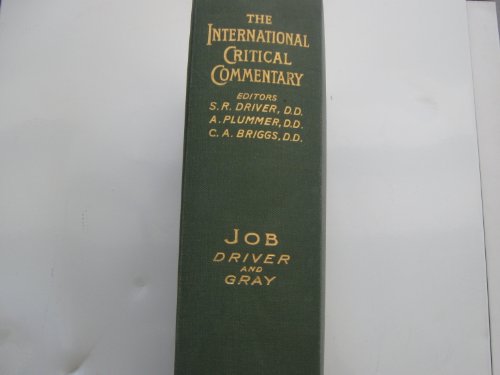 THE
INTERNATIONAL
CRITICAL
COMMENTARY
EDITORS
S. R. DRIVER, D.D.
A. PLUMMER, D.D.
C. A. BRIGGS, D.D.
JOB
DRIVER
AND
GRAY